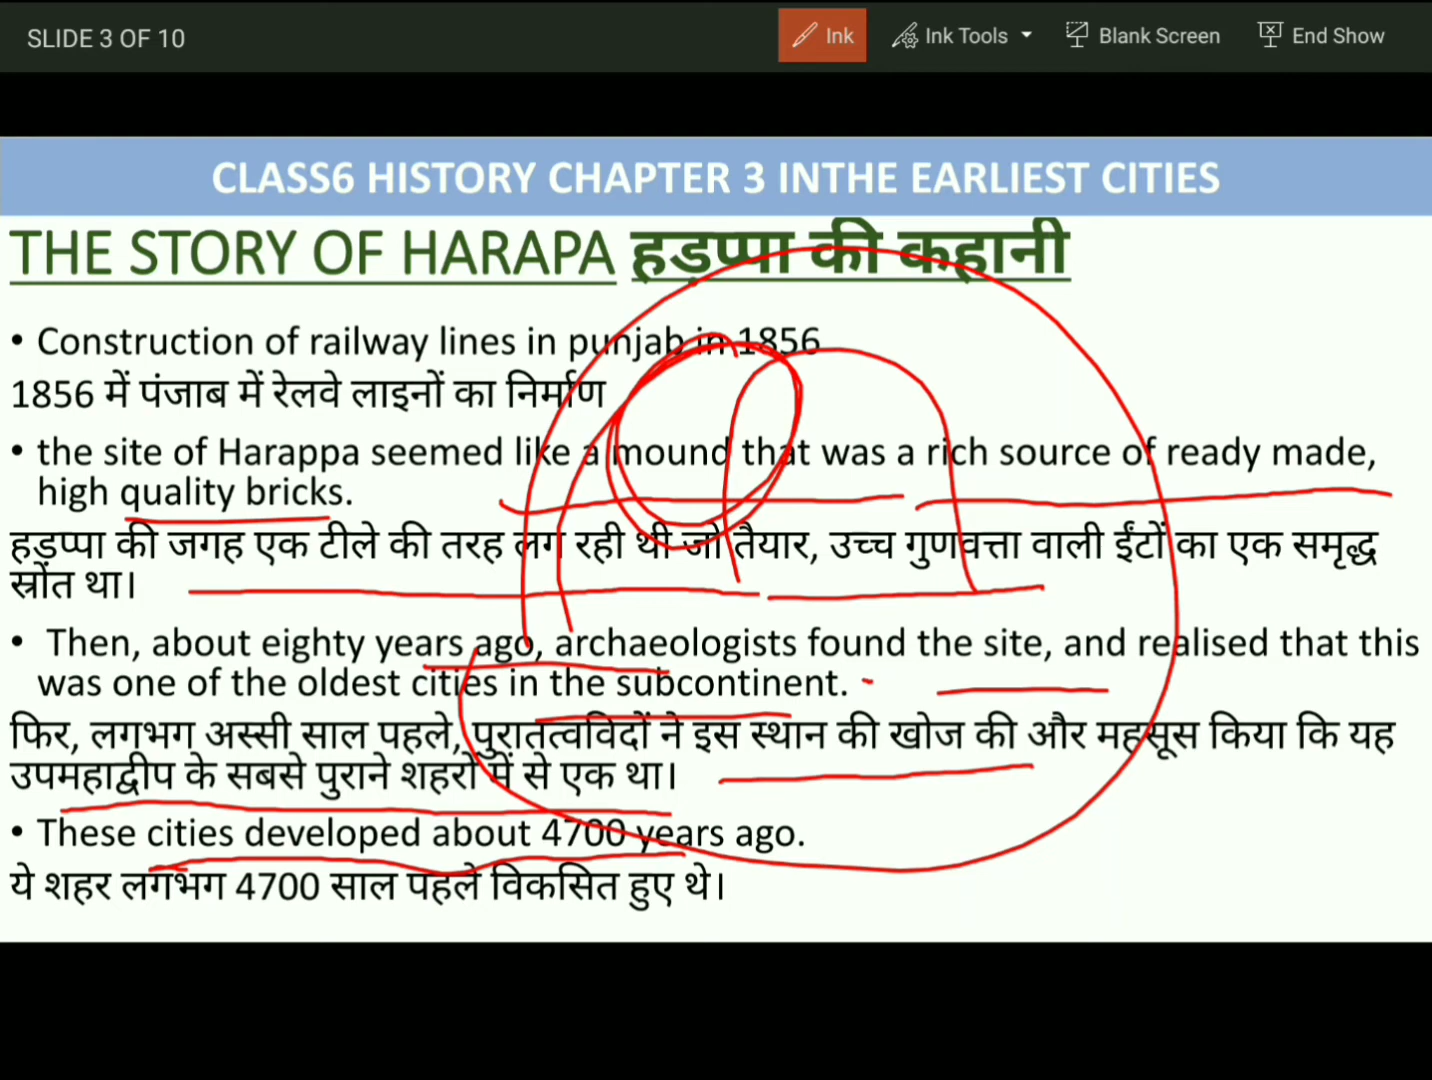 SLIDE 3 OF 10
Ink
Ink Tools
Blank Screen
End Show
CLASS6 HISTORY CHAPTER 3 INTHE EARLIEST CITIES
THE STORY OF HARAPA हड़प्पा की कहानी
• Construction of railway lines in punjab in 1856
1856 में पंजाब में रेलवे लाइनों का निर्माण
• the site of Harappa seemed like a mound that was a rich source of ready made,
high quality bricks.
हड़प्पा की जगह एक टीले की तरह लग रही थी जो तैयार, उच्च गुणवत्ता वाली ईंटों का एक समृद्ध
स्रोत था।
• Then, about eighty years ago, archaeologists found the site, and realised that this
was one of the oldest cities in the subcontinent.
फिर, लगभग अस्सी साल पहले, पुरातत्वविदों ने इस स्थान की खोज की और महसूस किया कि यह
उपमहाद्वीप के सबसे पुराने शहरों में से एक था।
• These cities developed about 4700 years ago.
ये शहर लगभग 4700 साल पहले विकसित हुए थे।